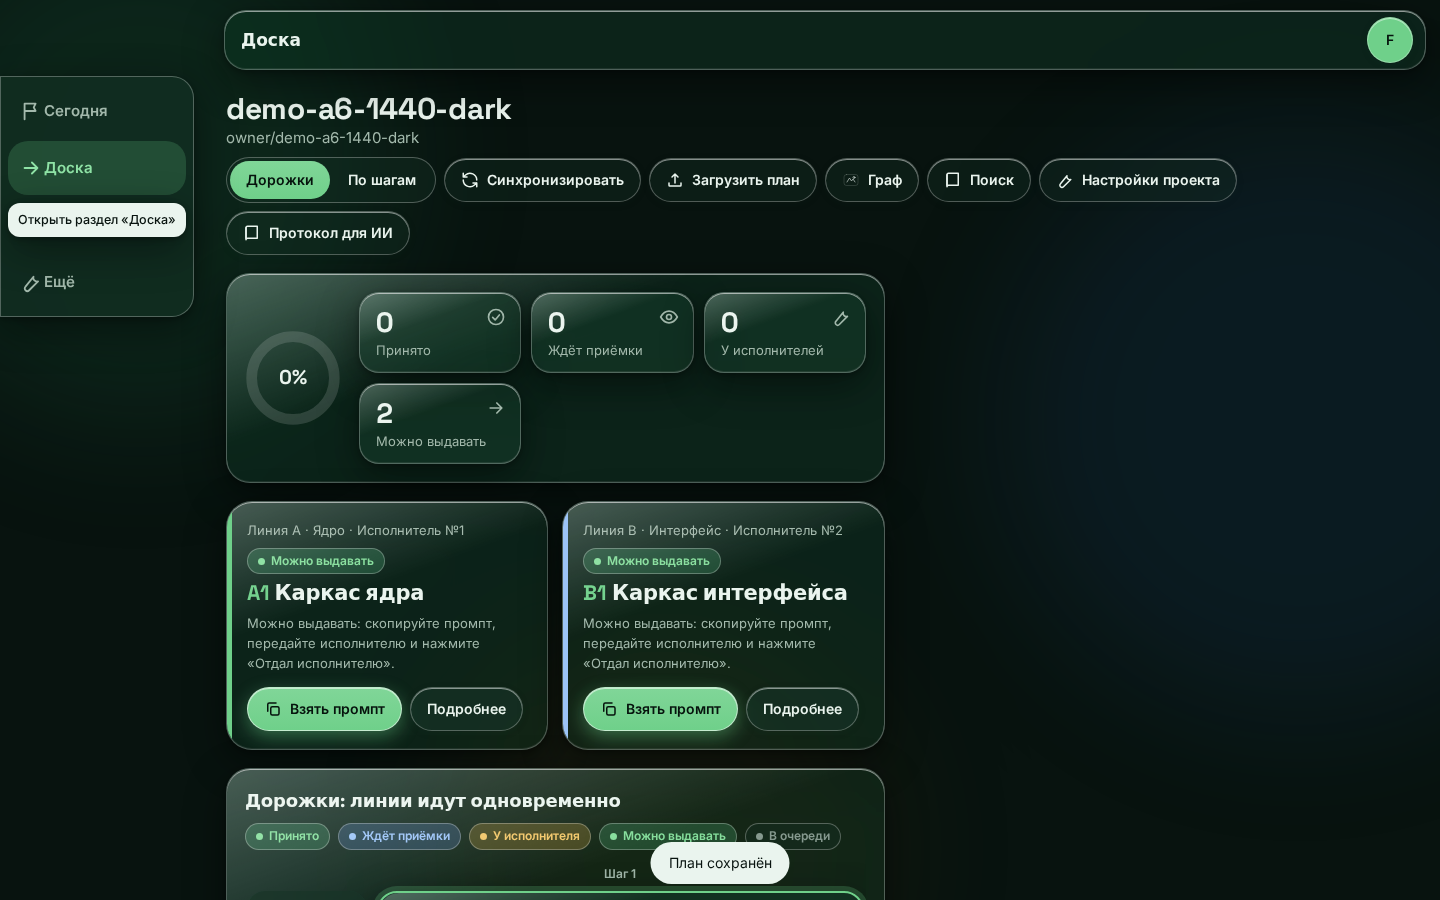 Доска
F
Сегодня
Доска
Открыть раздел «Доска»
Ещё
demo-a6-1440-dark
owner/demo-a6-1440-dark
Дорожки
По шагам
Синхронизировать
Загрузить план
Граф
Поиск
Настройки проекта
Протокол для ИИ
0%
0
Принято
0
Ждёт приёмки
0
У исполнителей
2
Можно выдавать
Линия A · Ядро · Исполнитель №1
Можно выдавать
A1 Каркас ядра
Можно выдавать: скопируйте промпт,
передайте исполнителю и нажмите
«Отдал исполнителю».
Взять промпт
Подробнее
Линия B · Интерфейс · Исполнитель №2
Можно выдавать
B1 Каркас интерфейса
Можно выдавать: скопируйте промпт,
передайте исполнителю и нажмите
«Отдал исполнителю».
Взять промпт
Подробнее
Дорожки: линии идут одновременно
Принято
Ждёт приёмки
У исполнителя
Можно выдавать
В очереди
План сохранён
Шаг 1